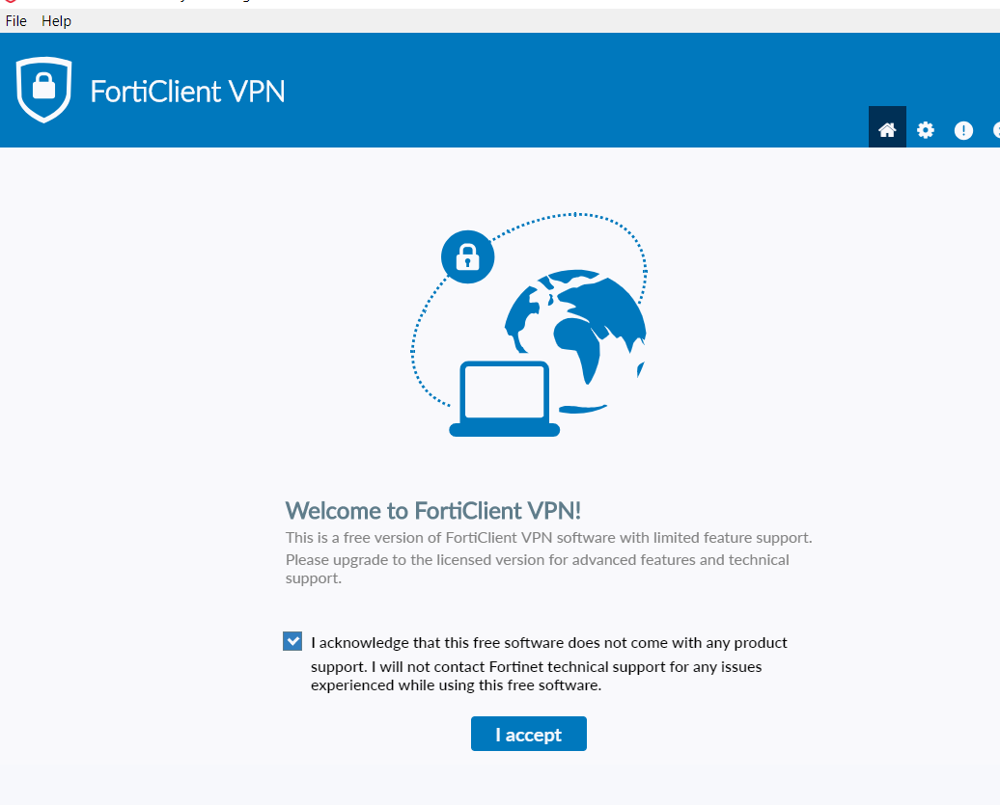 File Help
FortiClient VPN
Welcome to FortiClient VPN!
This is a free version of FortiClient VPN software with limited feature support.
Please upgrade to the licensed version for advanced features and technical
support.
I acknowledge that this free software does not come with any product
support. I will not contact Fortinet technical support for any issues
experienced while using this free software.
I accept